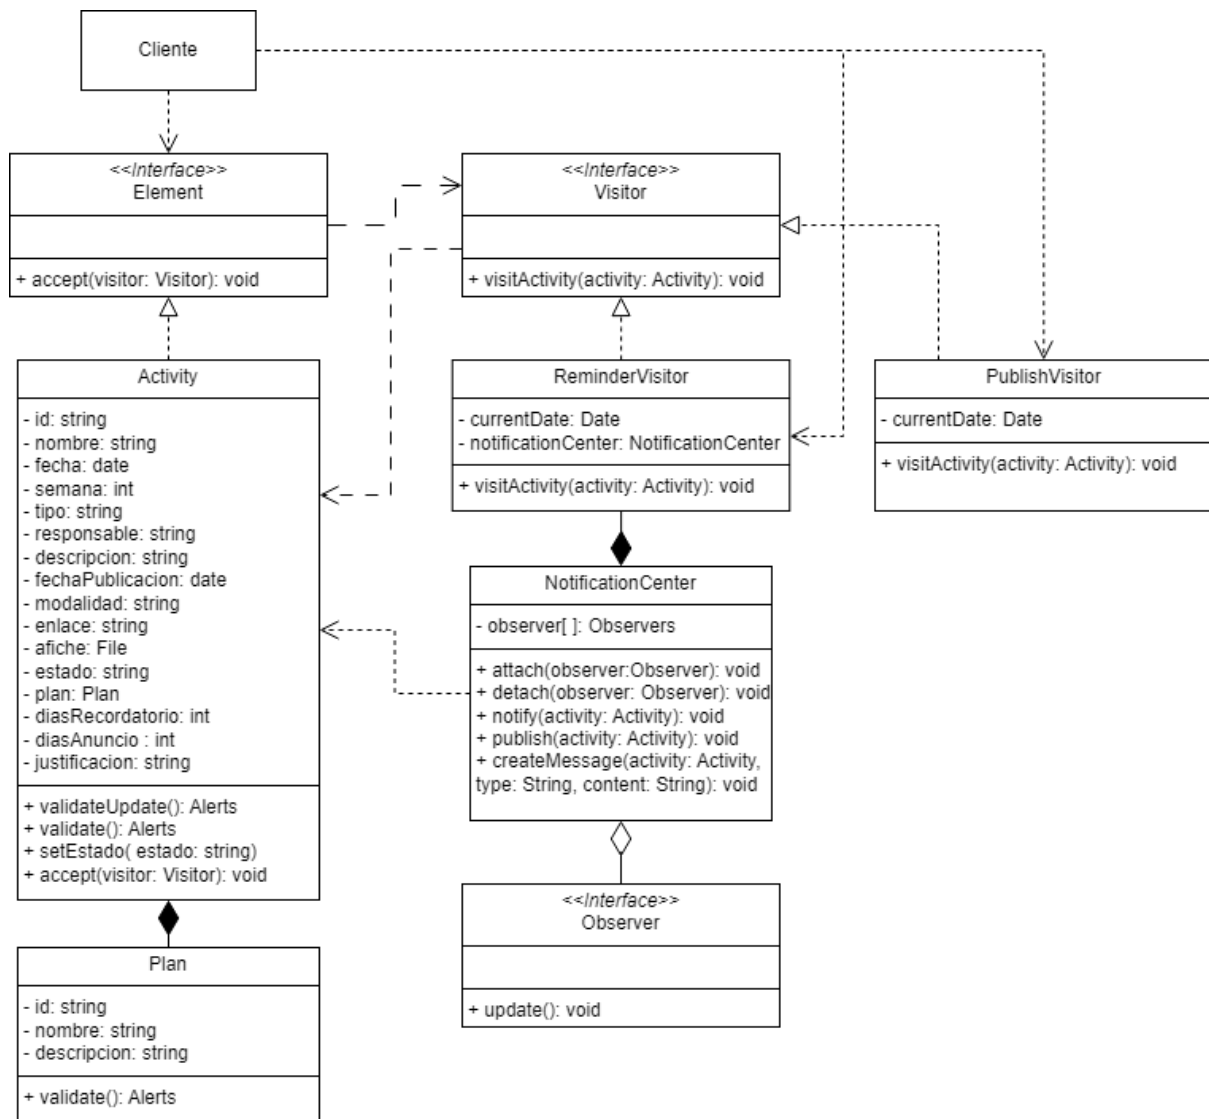 Cliente
<<Interface>>
Element
+ accept(visitor: Visitor): void
<<Interface>>
Visitor
+ visitActivity(activity: Activity): void
Activity
- id: string
- nombre: string
- fecha: date
- semana: int
- tipo: string
- responsable: string
- descripcion: string
- fechaPublicacion: date
- modalidad: string
- enlace: string
- afiche: File
- estado: string
- plan: Plan
- diasRecordatorio: int
- diasAnuncio : int
- justificacion: string
+ validateUpdate(): Alerts
+ validate(): Alerts
+ setEstado( estado: string)
+ accept(visitor: Visitor): void
ReminderVisitor
- currentDate: Date
- notificationCenter: NotificationCenter
+ visitActivity(activity: Activity): void
PublishVisitor
- currentDate: Date
+ visitActivity(activity: Activity): void
NotificationCenter
- observer[ ]: Observers
+ attach(observer:Observer): void
+ detach(observer: Observer): void
+ notify(activity: Activity): void
+ publish(activity: Activity): void
+ createMessage(activity: Activity,
type: String, content: String): void
<<Interface>>
Observer
+ update(): void
Plan
- id: string
- nombre: string
- descripcion: string
+ validate(): Alerts